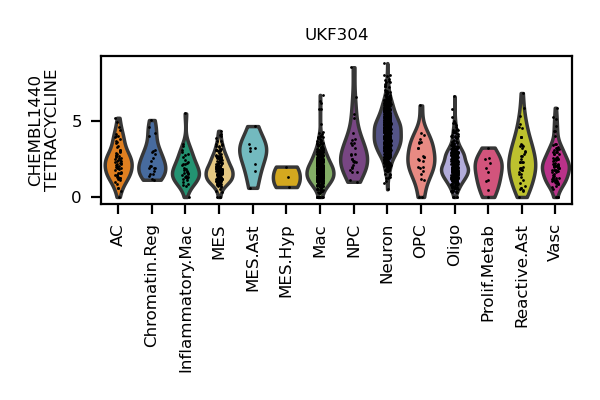 UKF304
CHEMBL1440
TETRACYCLINE
5
0
AC
Chromatin.Reg
Inflammatory.Mac
MES
MES.Ast
MES.Hyp
Mac
NPC
Neuron
OPC
Oligo
Prolif.Metab
Reactive.Ast
Vasc